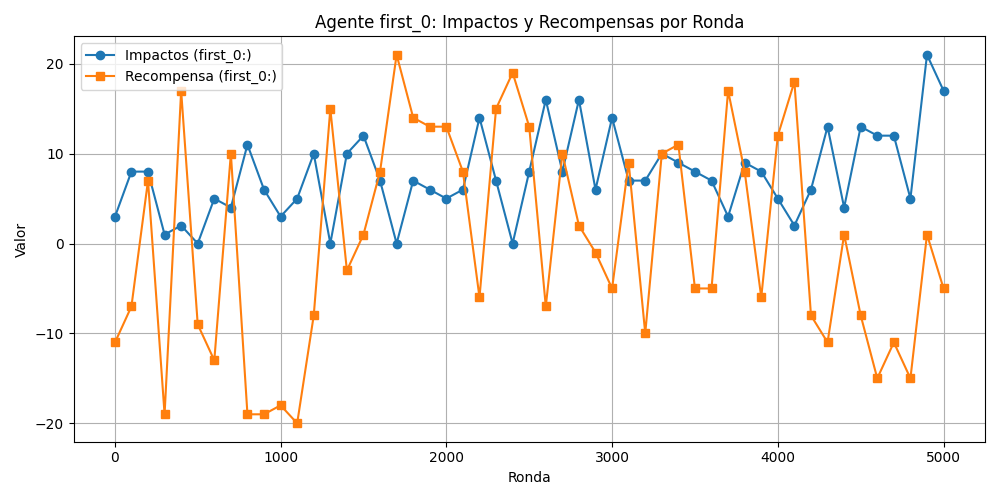 Agente first_0: Impactos y Recompensas por Ronda
Impactos (first_0:)
Recompensa (first_0:)
Valor
20
10
0
−10
−20
0 1000 2000 3000 4000 5000
Ronda